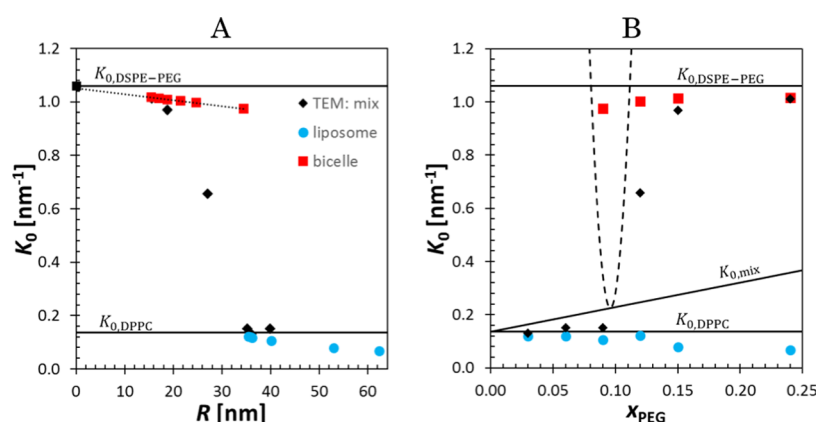 A
1.2
1.0
0.8
0.6
0.4
0.2
0.0
K₀ [nm⁻¹]
K₀,DSPE−PEG
TEM: mix
liposome
bicelle
K₀,DPPC
0 10 20 30 40 50 60
R [nm]
B
1.2
1.0
0.8
0.6
0.4
0.2
0.0
K₀ [nm⁻¹]
K₀,DSPE−PEG
K₀,mix
K₀,DPPC
0.00 0.05 0.10 0.15 0.20 0.25
xPEG